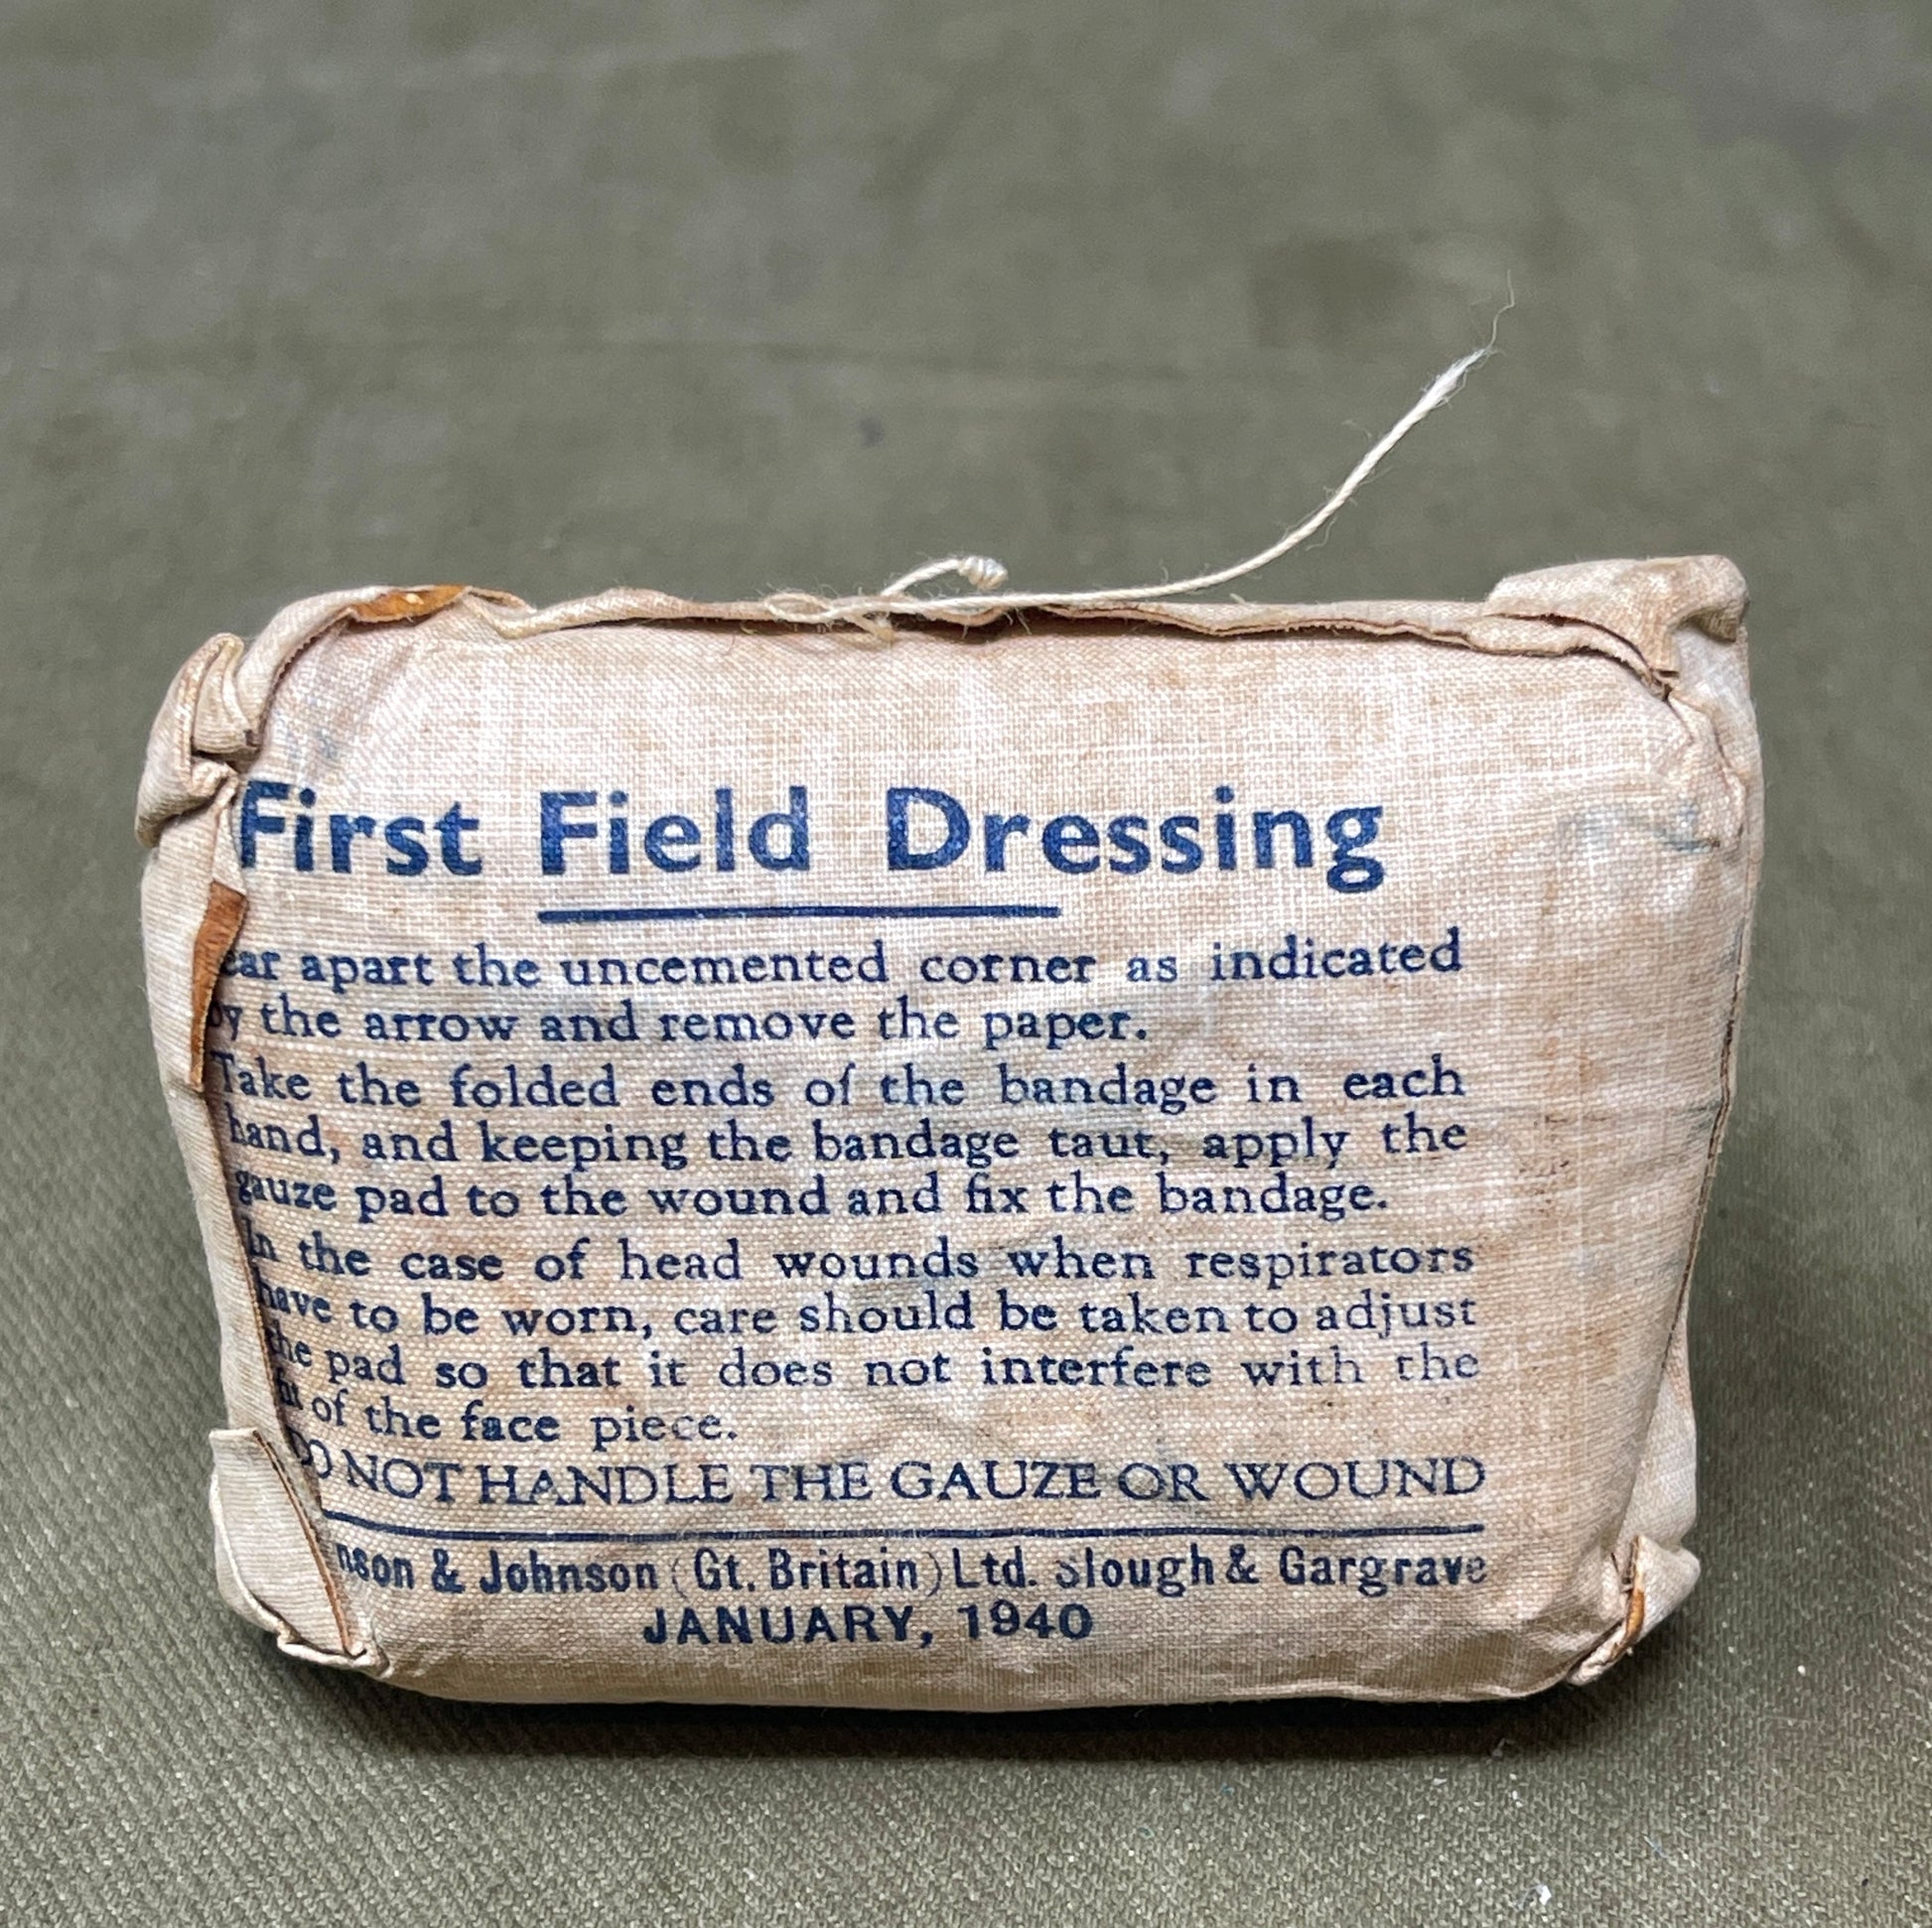 First Field Dressing
ear apart the uncemented corner as indicated
by the arrow and remove the paper.
Take the folded ends of the bandage in each
hand, and keeping the bandage taut, apply the
gauze pad to the wound and fix the bandage.
In the case of head wounds when respirators
have to be worn, care should be taken to adjust
the pad so that it does not interfere with the
fit of the face piece.
DO NOT HANDLE THE GAUZE OR WOUND
nson & Johnson (Gt. Britain) Ltd. Slough & Gargrave
JANUARY, 1940